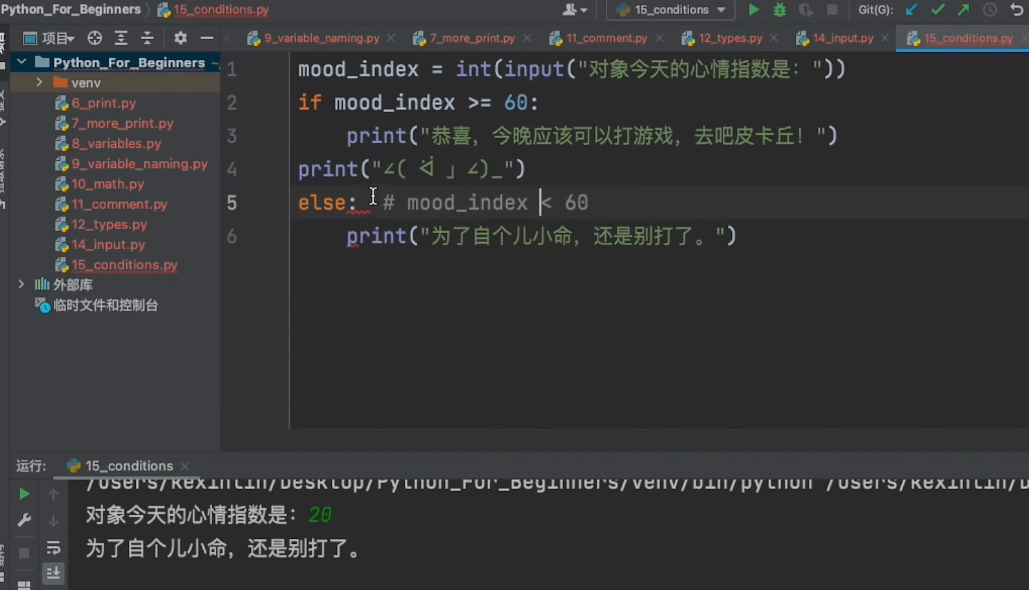 Python_For_Beginners 15_conditions.py
15_conditions Git(G):
项目
9_variable_naming.py 7_more_print.py 11_comment.py 12_types.py 14_input.py 15_conditions.py
Python_For_Beginners
venv
6_print.py
7_more_print.py
8_variables.py
9_variable_naming.py
10_math.py
11_comment.py
12_types.py
14_input.py
15_conditions.py
外部库
临时文件和控制台
1 mood_index = int(input("对象今天的心情指数是："))
2 if mood_index >= 60:
3 print("恭喜，今晚应该可以打游戏，去吧皮卡丘！")
4 print("∠( ᐛ 」∠)_")
5 else: # mood_index < 60
6 print("为了自个儿小命，还是别打了。")
运行: 15_conditions
/Users/kexintin/Desktop/Python_For_Beginners/venv/bin/python
对象今天的心情指数是：20
为了自个儿小命，还是别打了。